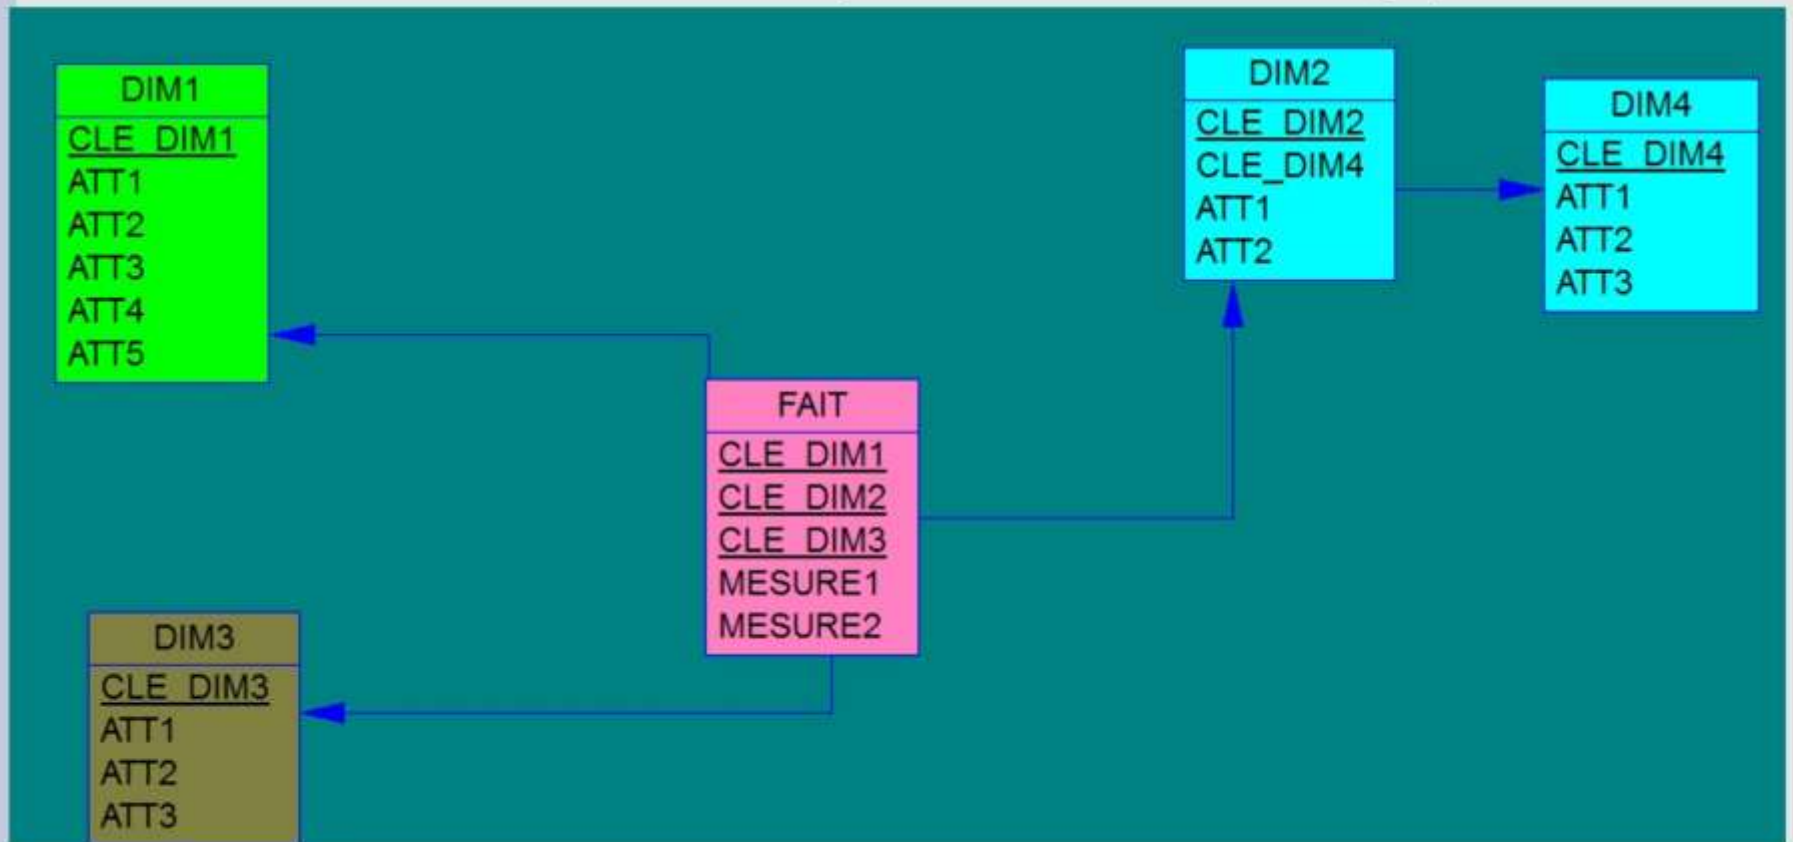 DIM1
CLE_DIM1
ATT1
ATT2
ATT3
ATT4
ATT5
DIM2
CLE_DIM2
CLE_DIM4
ATT1
ATT2
DIM4
CLE_DIM4
ATT1
ATT2
ATT3
FAIT
CLE_DIM1
CLE_DIM2
CLE_DIM3
MESURE1
MESURE2
DIM3
CLE_DIM3
ATT1
ATT2
ATT3